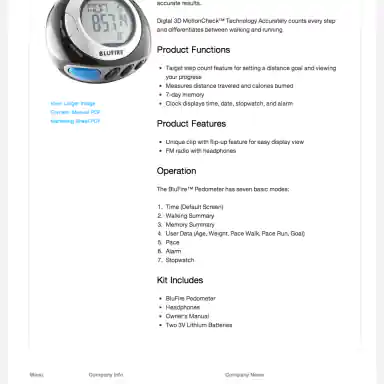 accurate results.
Digital 3D MotionCheck™ Technology Accurately counts every step
and differentiates between walking and running.
Product Functions
Target step count feature for setting a distance goal and viewing
your progress
Measures distance traveled and calories burned
7-day memory
Clock displays time, date, stopwatch, and alarm
BLUFIRE
View Larger Image
Owners Manual PDF
Marketing Sheet PDF
Product Features
Unique clip with flip-up feature for easy display view
FM radio with headphones
Operation
The BluFire™ Pedometer has seven basic modes:
1. Time (Default Screen)
2. Walking Summary
3. Memory Summary
4. User Data (Age, Weight, Pace Walk, Pace Run, Goal)
5. Pace
6. Alarm
7. Stopwatch
Kit Includes
BluFire Pedometer
Headphones
Owner's Manual
Two 3V Lithium Batteries
Menu Company Info Company News